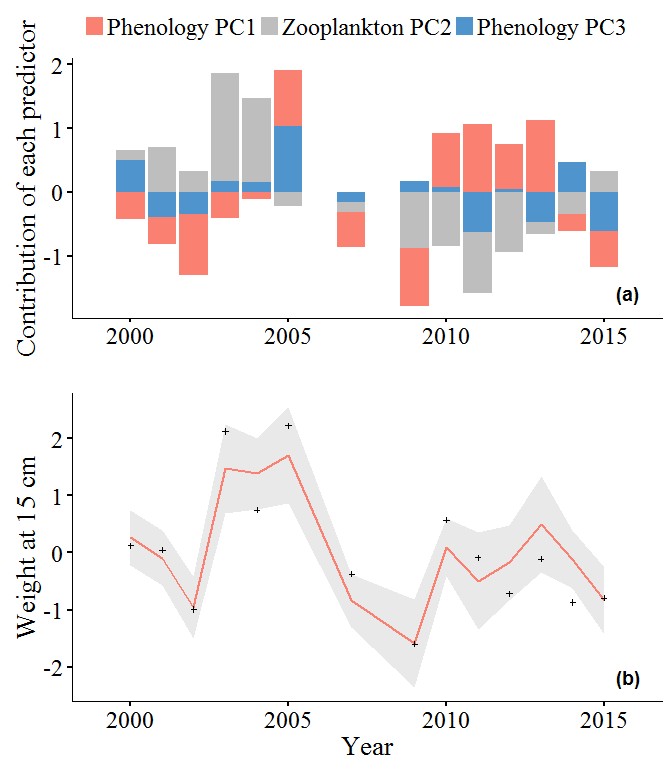 Phenology PC1 Zooplankton PC2 Phenology PC3
Contribution of each predictor
2
1
0
-1
(a)
2000 2005 2010 2015
Weight at 15 cm
2
1
0
-1
-2
(b)
2000 2005 2010 2015
Year